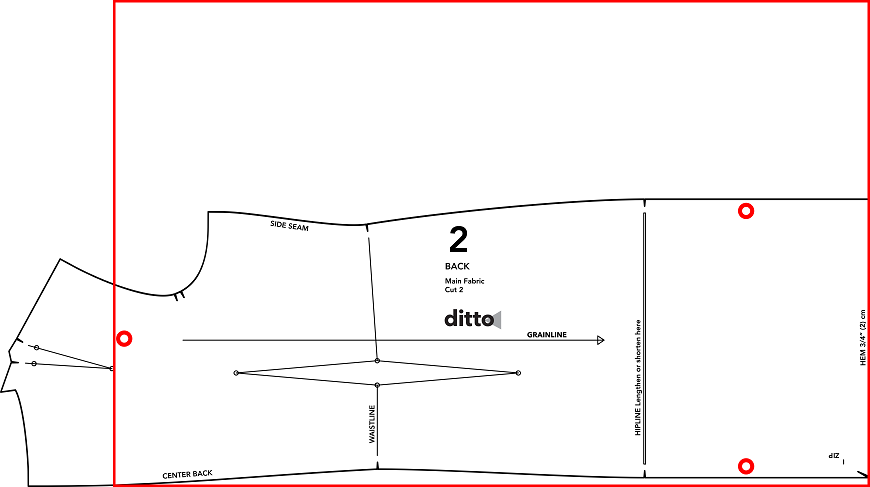 SIDE SEAM
2
BACK
Main Fabric
Cut 2
ditto
GRAINLINE
HIPLINE Lengthen or shorten here
HEM 3/4" (2) cm
WAISTLINE
CENTER BACK
ZIP